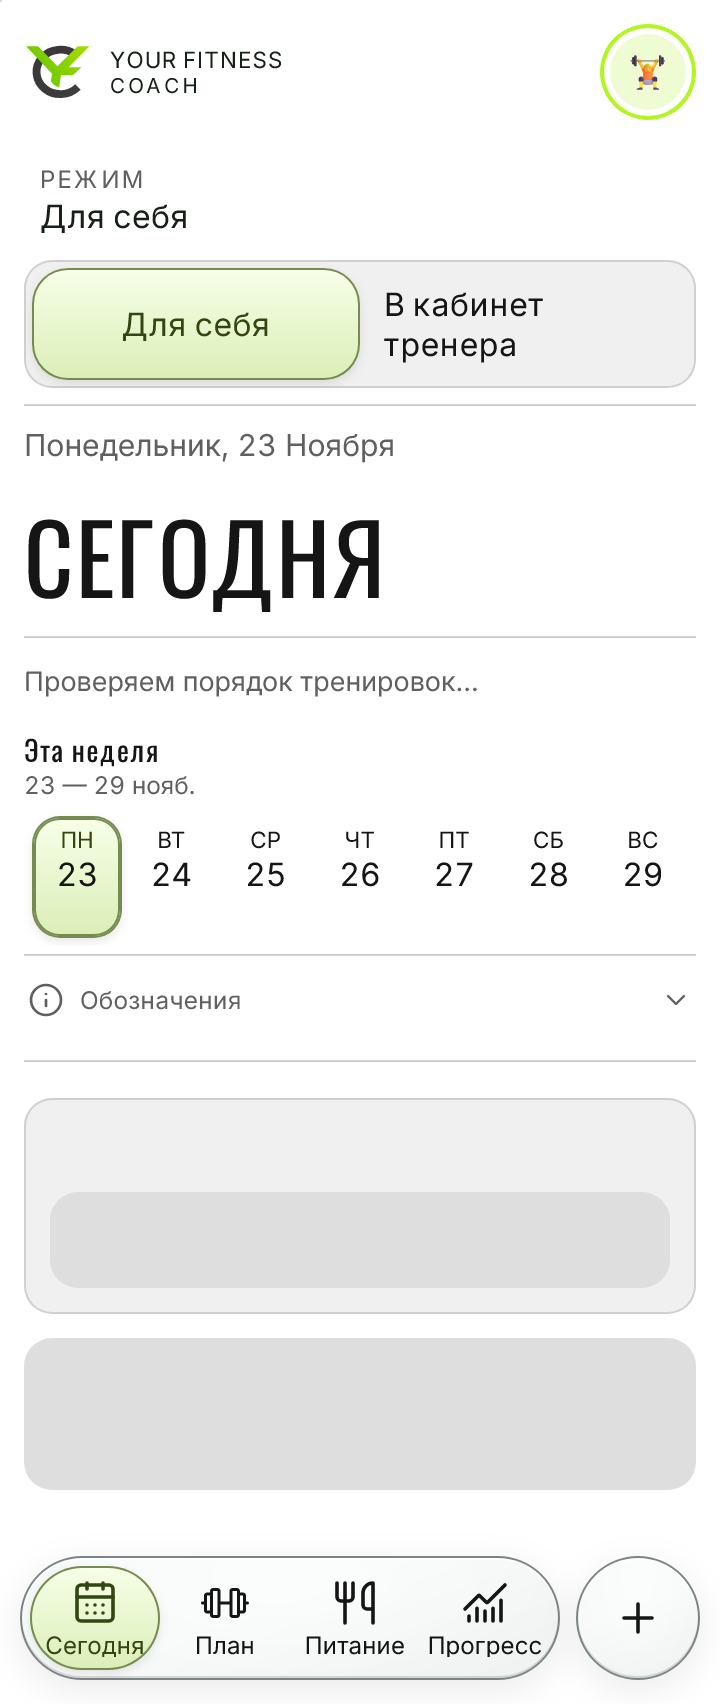 YOUR FITNESS
COACH
РЕЖИМ
Для себя
Для себя
В кабинет
тренера
Понедельник, 23 Ноября
СЕГОДНЯ
Проверяем порядок тренировок...
Эта неделя
23 — 29 нояб.
ПН ВТ СР ЧТ ПТ СБ ВС
23 24 25 26 27 28 29
Обозначения
Сегодня План Питание Прогресс